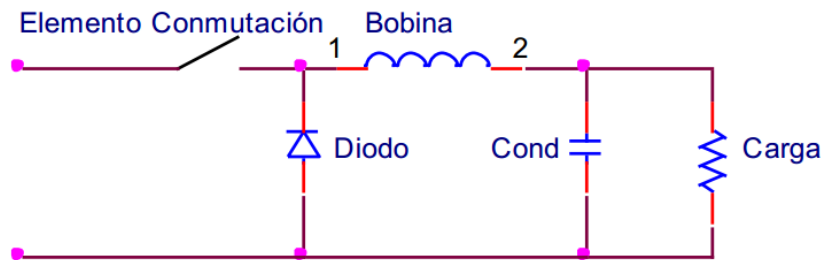 Elemento Conmutación
Bobina
1
2
Diodo
Cond
Carga